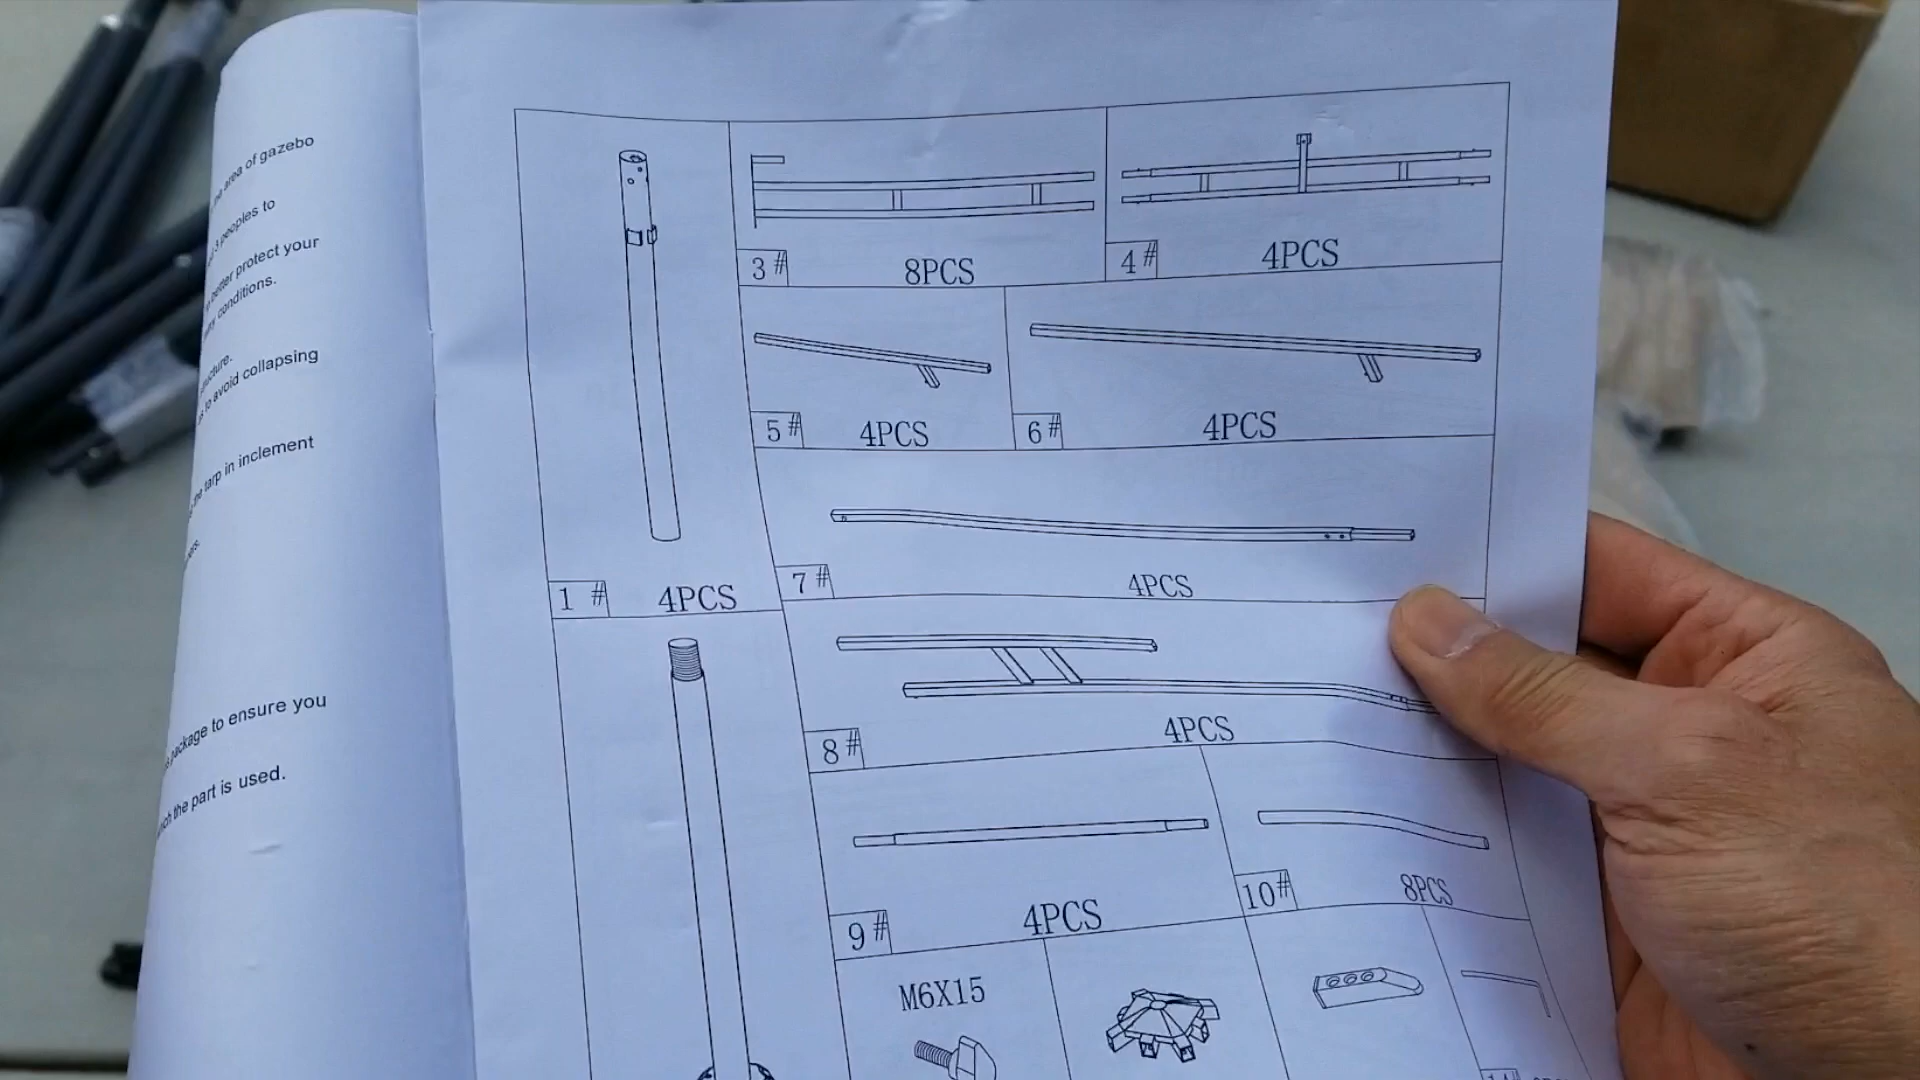 area of gazebo
3 peoples to
better protect your
conditions.
to avoid collapsing
the tarp in inclement
package to ensure you
the part is used.
3# 8PCS
4# 4PCS
5# 4PCS
6# 4PCS
1# 4PCS
7# 4PCS
8# 4PCS
9# 4PCS
10# 8PCS
M6X15